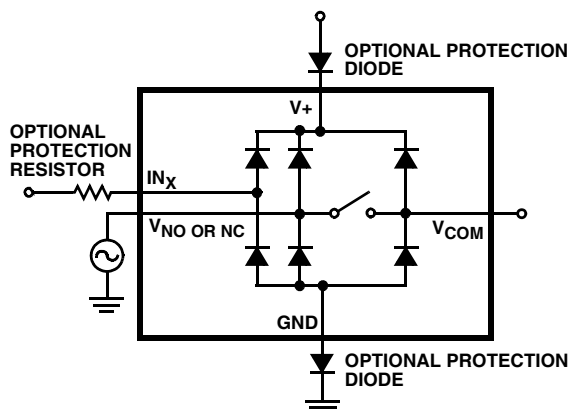 OPTIONAL PROTECTION
DIODE
V+
OPTIONAL
PROTECTION
RESISTOR
INX
VNO OR NC
VCOM
GND
OPTIONAL PROTECTION
DIODE